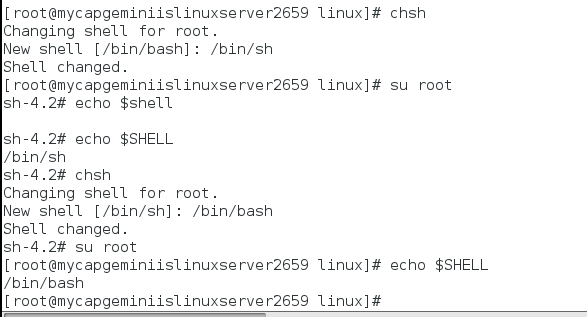 [root@mycapgeminiislinuxserver2659 linux]# chsh
Changing shell for root.
New shell [/bin/bash]: /bin/sh
Shell changed.
[root@mycapgeminiislinuxserver2659 linux]# su root
sh-4.2# echo $shell

sh-4.2# echo $SHELL
/bin/sh
sh-4.2# chsh
Changing shell for root.
New shell [/bin/sh]: /bin/bash
Shell changed.
sh-4.2# su root
[root@mycapgeminiislinuxserver2659 linux]# echo $SHELL
/bin/bash
[root@mycapgeminiislinuxserver2659 linux]#